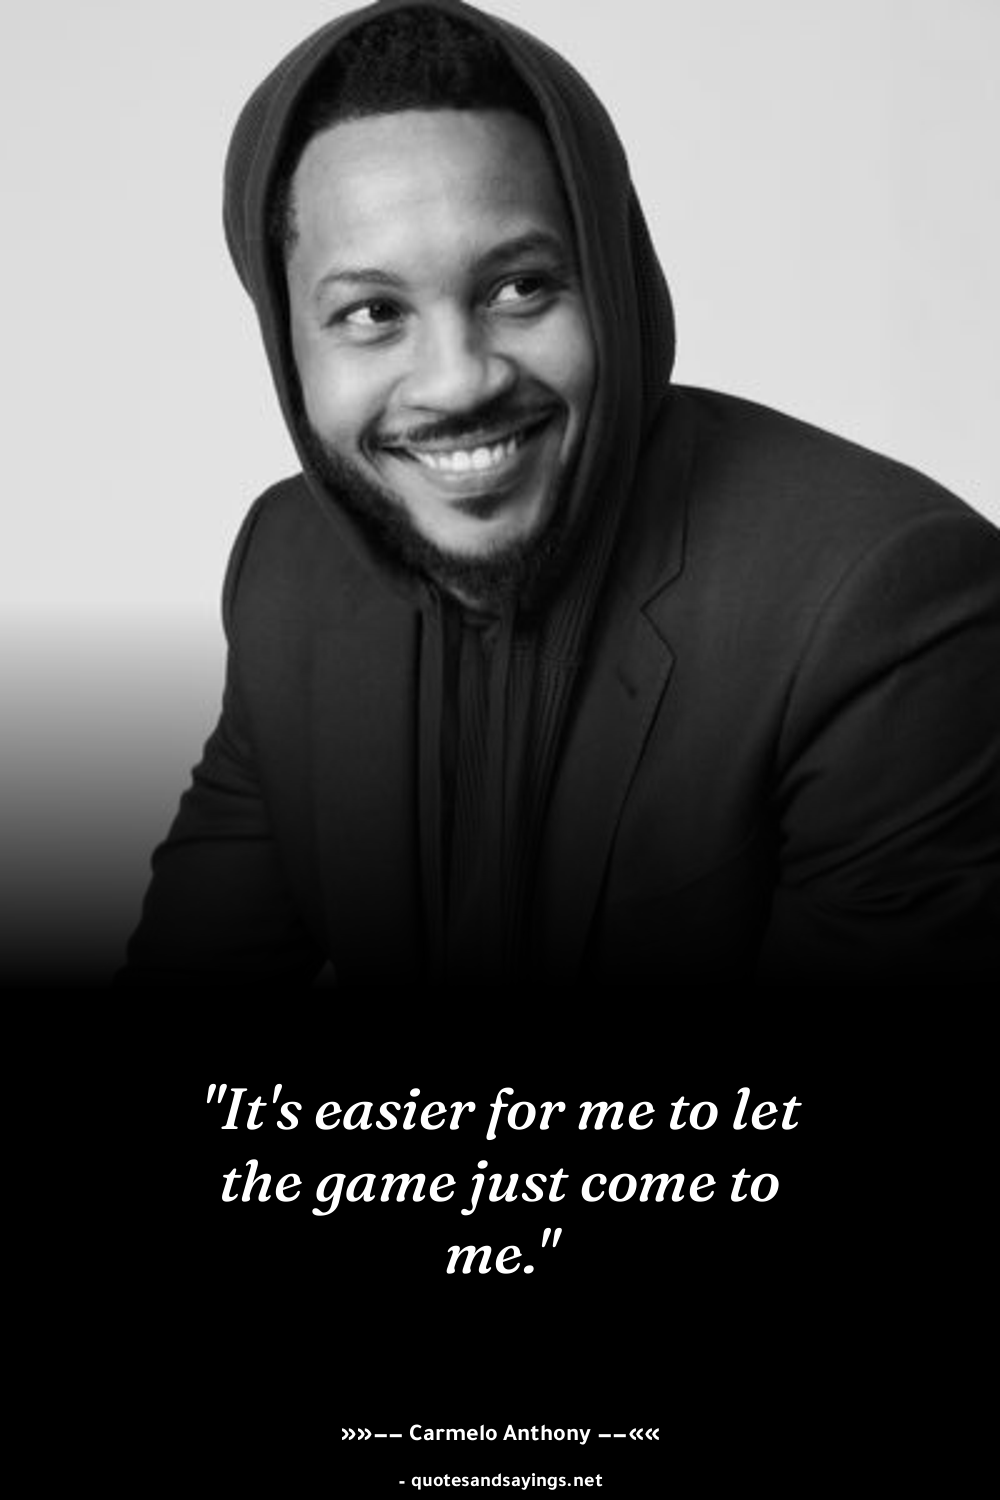 "It's easier for me to let
the game just come to
me."
»»–– Carmelo Anthony ––««
- quotesandsayings.net